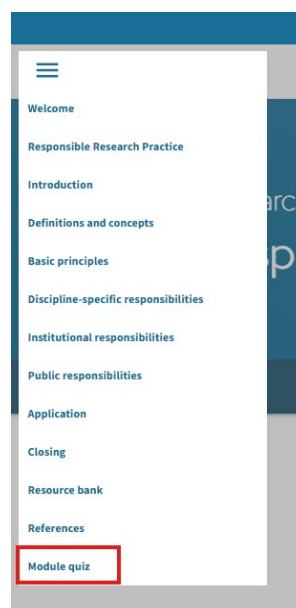 Welcome
Responsible Research Practice
Introduction
arc
Definitions and concepts
p
Basic principles
Discipline-specific responsibilities
Institutional responsibilities
Public responsibilities
Application
Closing
Resource bank
References
Module quiz